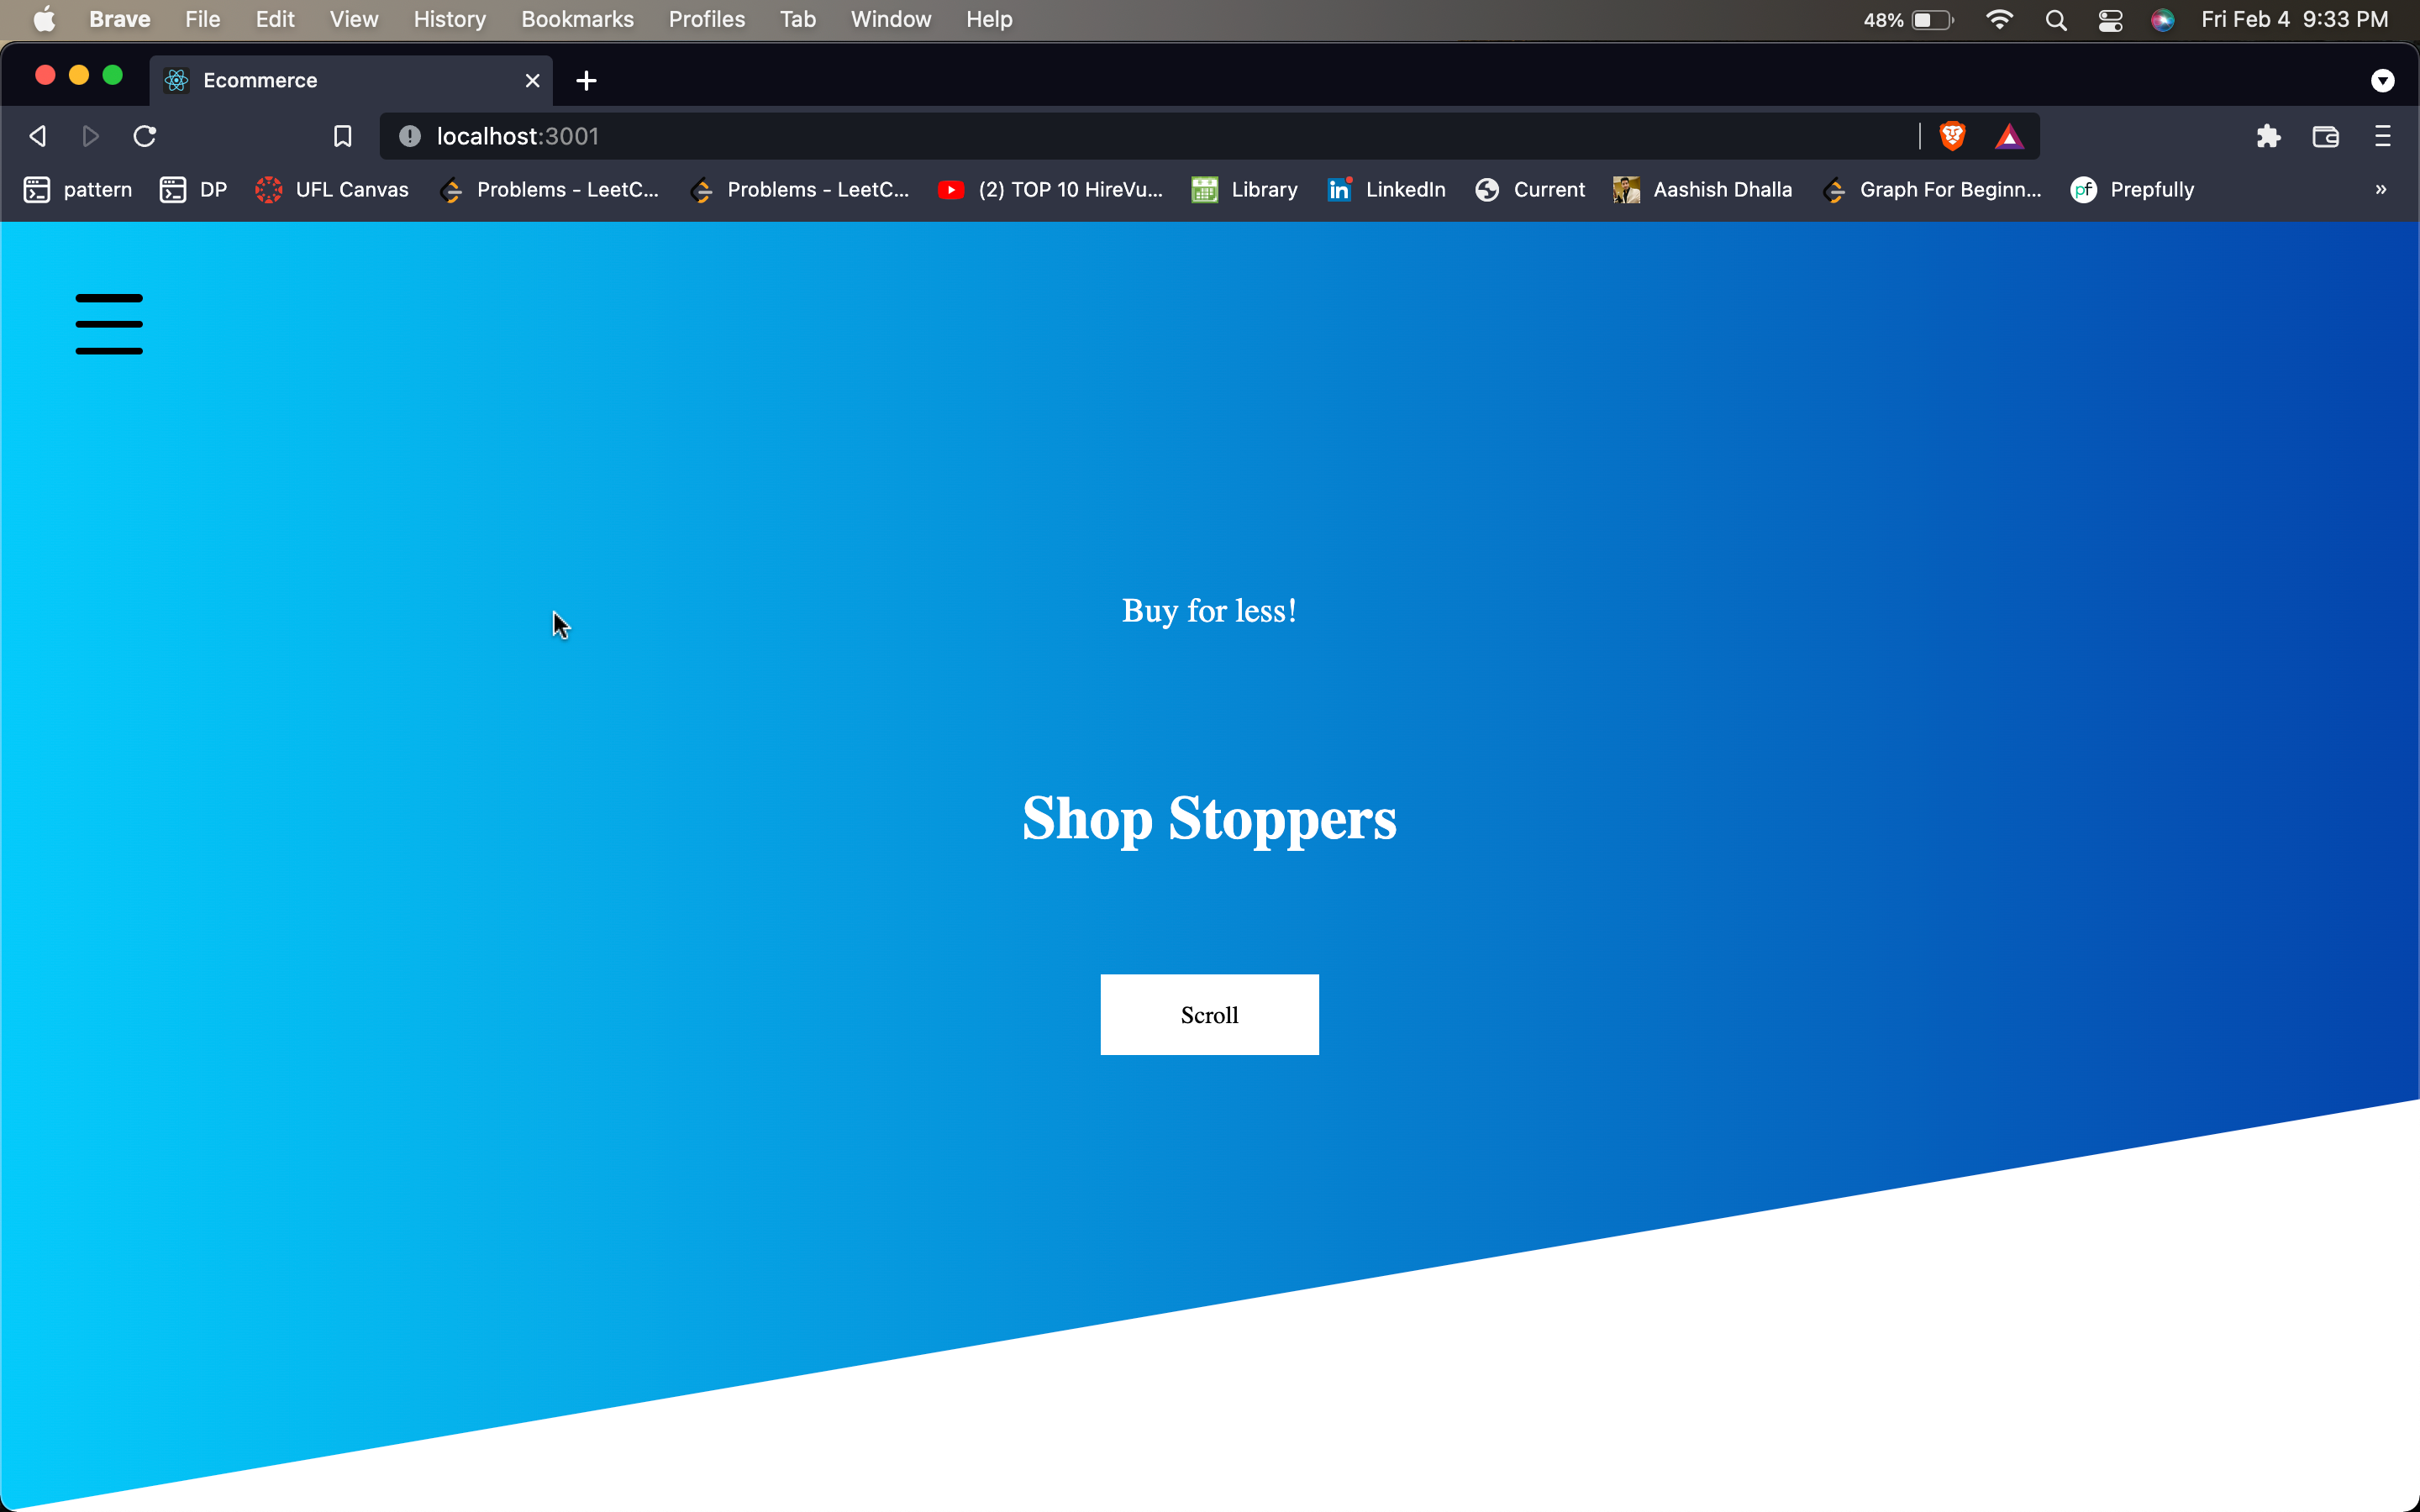 Brave File Edit View History Bookmarks Profiles Tab Window Help 48% Fri Feb 4 9:33 PM
Ecommerce
localhost:3001
pattern DP UFL Canvas Problems - LeetC... Problems - LeetC... (2) TOP 10 HireVu... Library LinkedIn Current Aashish Dhalla Graph For Beginn... Prepfully »
Buy for less!
Shop Stoppers
Scroll